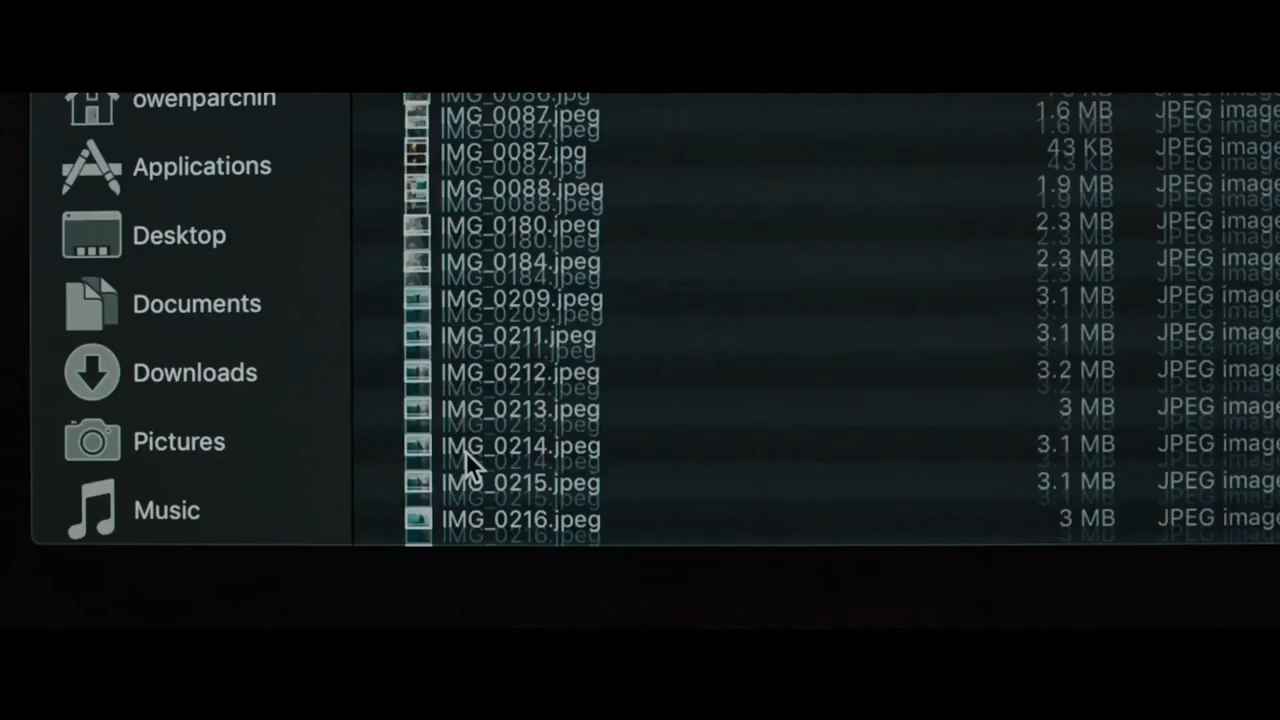 owenparchin
Applications
Desktop
Documents
Downloads
Pictures
Music
IMG_0086.jpg
IMG_0087.jpeg 1.6 MB JPEG image
IMG_0087.jpg 43 KB JPEG image
IMG_0088.jpeg 1.9 MB JPEG image
IMG_0180.jpeg 2.3 MB JPEG image
IMG_0184.jpeg 2.3 MB JPEG image
IMG_0209.jpeg 3.1 MB JPEG image
IMG_0211.jpeg 3.1 MB JPEG image
IMG_0212.jpeg 3.2 MB JPEG image
IMG_0213.jpeg 3 MB JPEG image
IMG_0214.jpeg 3.1 MB JPEG image
IMG_0215.jpeg 3.1 MB JPEG image
IMG_0216.jpeg 3 MB JPEG image